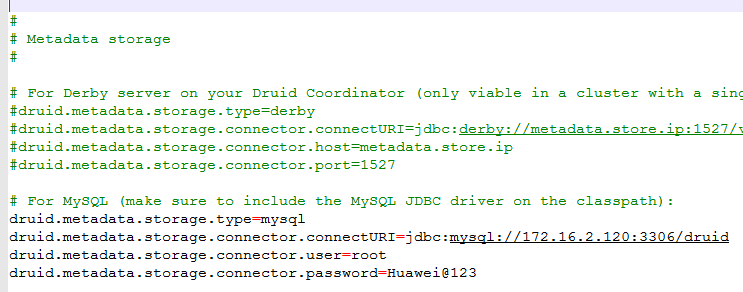 #
# Metadata storage
#
# For Derby server on your Druid Coordinator (only viable in a cluster with a
#druid.metadata.storage.type=derby
#druid.metadata.storage.connector.connectURI=jdbc:derby://metadata.store.ip:1527/
#druid.metadata.storage.connector.host=metadata.store.ip
#druid.metadata.storage.connector.port=1527
# For MySQL (make sure to include the MySQL JDBC driver on the classpath):
druid.metadata.storage.type=mysql
druid.metadata.storage.connector.connectURI=jdbc:mysql://172.16.2.120:3306/druid
druid.metadata.storage.connector.user=root
druid.metadata.storage.connector.password=Huawei@123